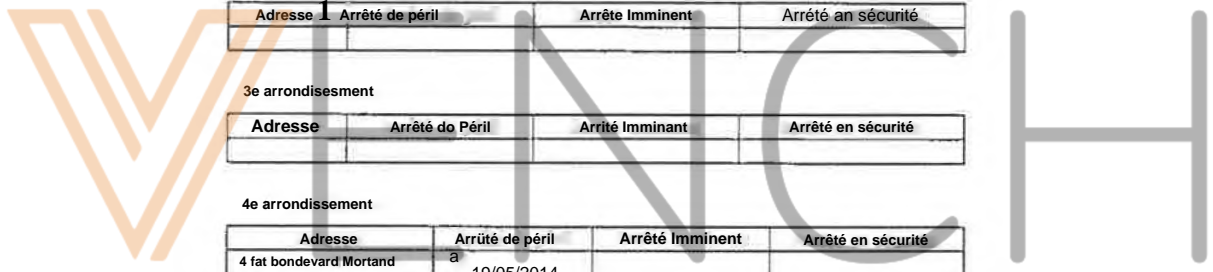 Adresse 1 Arrêté de péril Arrête Imminent Arrété an sécurité
3e arrondisesment
Adresse Arrêté do Péril Arrité Imminant Arrêté en sécurité
4e arrondissement
Adresse Arrüté de péril Arrêté Imminent Arrêté en sécurité
4 fat bondevard Mortand a
19/05/2014